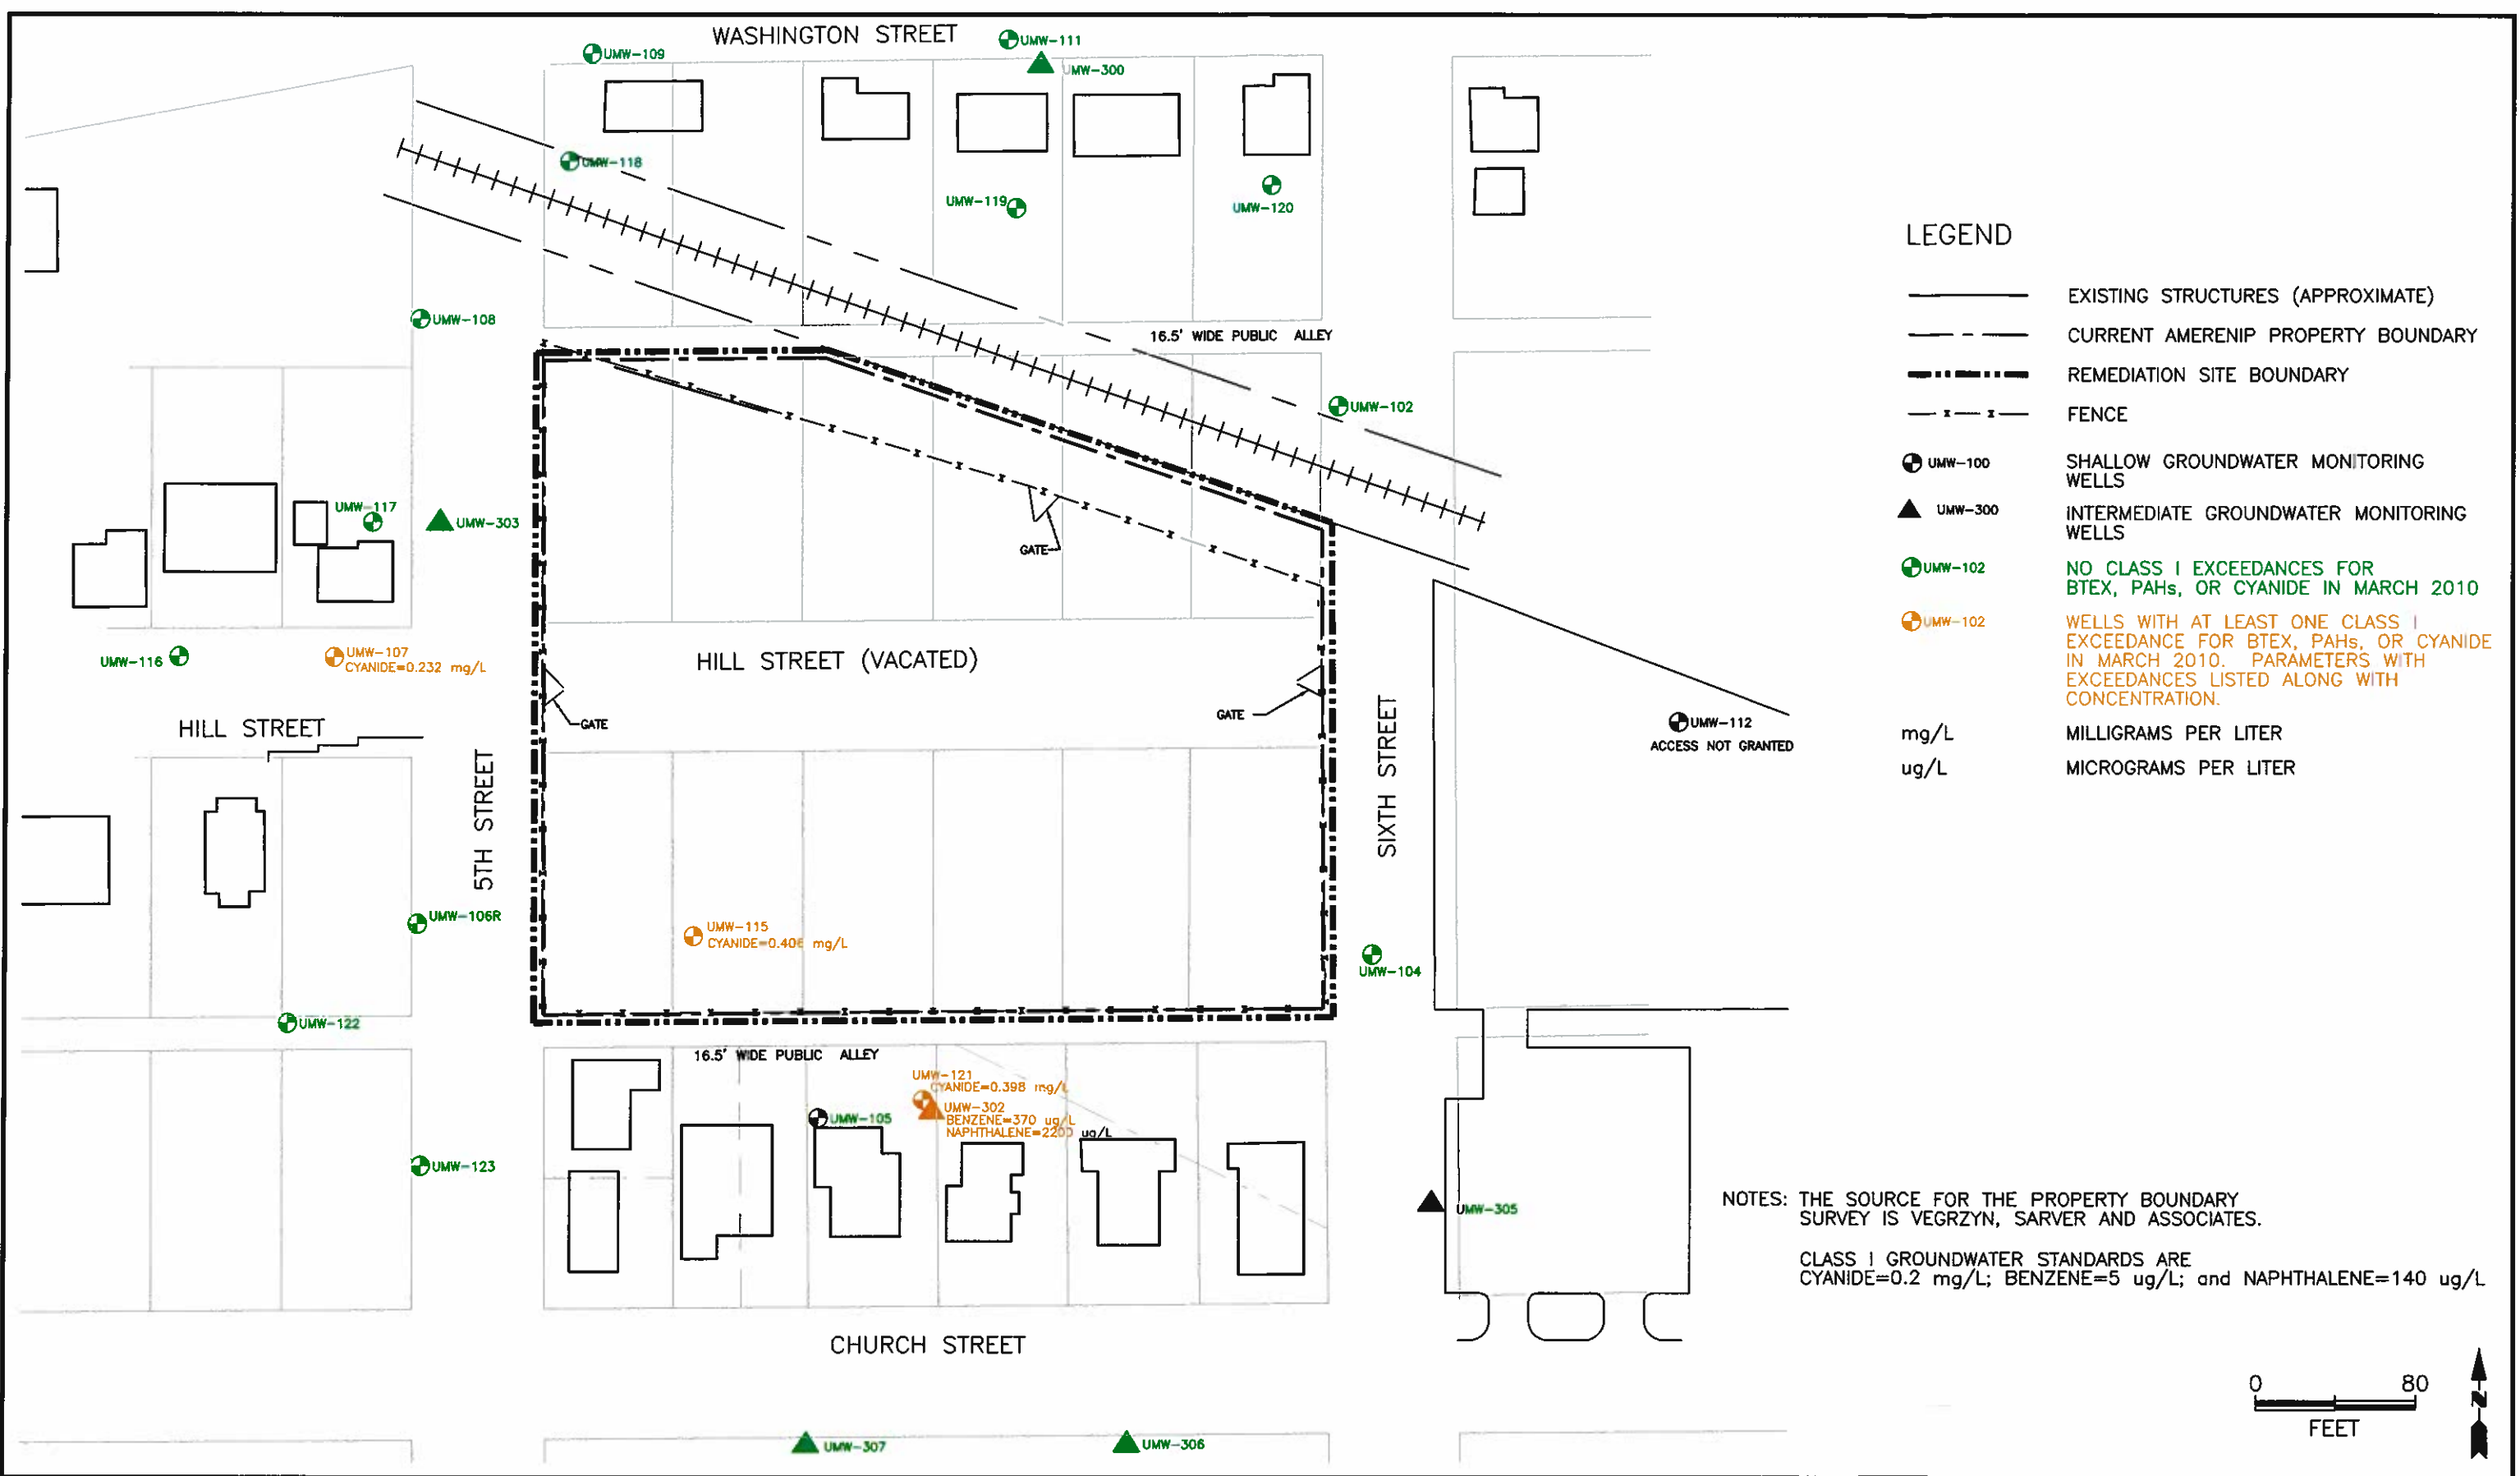 WASHINGTON STREET
UMW-109
UMW-111
UMW-300
UMW-118
UMW-119
UMW-120
UMW-108
16.5' WIDE PUBLIC ALLEY
UMW-102
UMW-117
UMW-303
GATE
UMW-116
UMW-107
CYANIDE=0.232 mg/L
HILL STREET (VACATED)
HILL STREET
GATE
GATE
5TH STREET
SIXTH STREET
UMW-112
ACCESS NOT GRANTED
UMW-106R
UMW-115
CYANIDE=0.406 mg/L
UMW-104
UMW-122
16.5' WIDE PUBLIC ALLEY
UMW-121
CYANIDE=0.398 mg/L
UMW-302
BENZENE=370 ug/L
NAPHTHALENE=2200 ug/L
UMW-105
UMW-123
UMW-305
CHURCH STREET
UMW-307
UMW-306
LEGEND
EXISTING STRUCTURES (APPROXIMATE)
CURRENT AMERENIP PROPERTY BOUNDARY
REMEDIATION SITE BOUNDARY
FENCE
UMW-100 SHALLOW GROUNDWATER MONITORING
WELLS
UMW-300 INTERMEDIATE GROUNDWATER MONITORING
WELLS
UMW-102 NO CLASS I EXCEEDANCES FOR
BTEX, PAHs, OR CYANIDE IN MARCH 2010
UMW-102 WELLS WITH AT LEAST ONE CLASS I
EXCEEDANCE FOR BTEX, PAHs, OR CYANIDE
IN MARCH 2010. PARAMETERS WITH
EXCEEDANCES LISTED ALONG WITH
CONCENTRATION.
mg/L MILLIGRAMS PER LITER
ug/L MICROGRAMS PER LITER
NOTES: THE SOURCE FOR THE PROPERTY BOUNDARY
SURVEY IS VEGRZYN, SARVER AND ASSOCIATES.
CLASS I GROUNDWATER STANDARDS ARE
CYANIDE=0.2 mg/L; BENZENE=5 ug/L; and NAPHTHALENE=140 ug/L
0 80
FEET
N